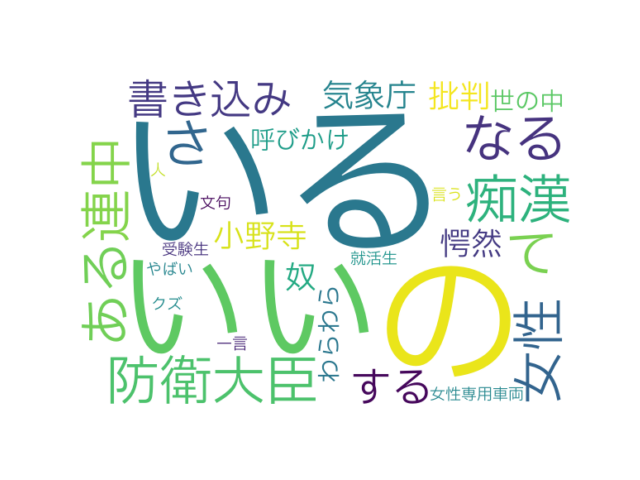 書き込み
気象庁
批判
世の中
いる
さ
呼びかけ
なる
ある
連中
人
文句
言う
痴漢
小野寺
愕然
て
受験生
就活生
やばい
奴
いい
の
クズ
わらわら
女性
一言
防衛大臣
する
女性専用車両